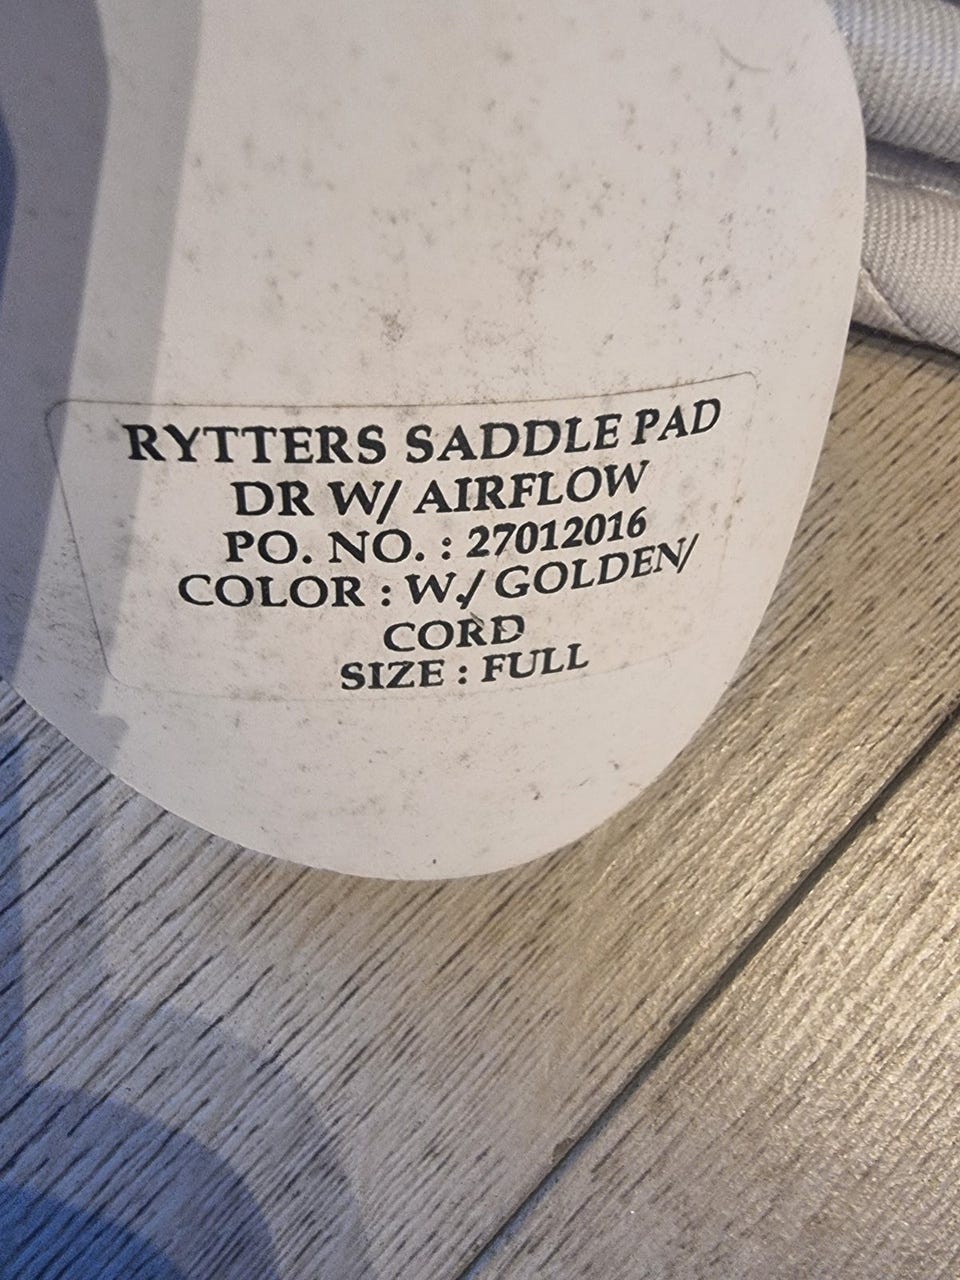 RYTTERS SADDLE PAD
DR W/ AIRFLOW
PO. NO. : 27012016
COLOR : W./ GOLDEN/
CORD
SIZE : FULL